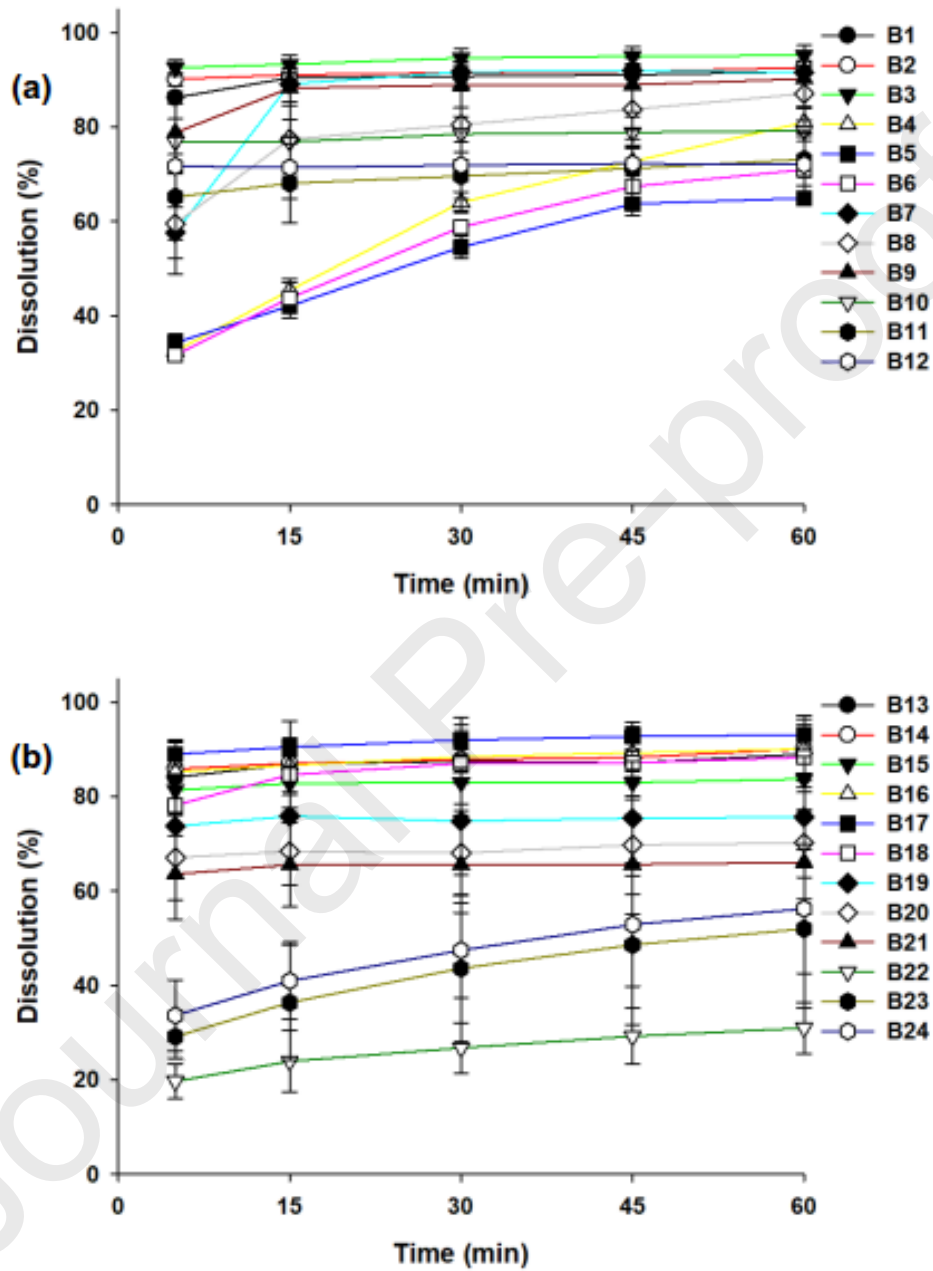 (a)
100
80
60
40
20
0
Dissolution (%)
0 15 30 45 60
Time (min)
B1
B2
B3
B4
B5
B6
B7
B8
B9
B10
B11
B12
(b)
100
80
60
40
20
0
Dissolution (%)
0 15 30 45 60
Time (min)
B13
B14
B15
B16
B17
B18
B19
B20
B21
B22
B23
B24
Journal Pre-proof